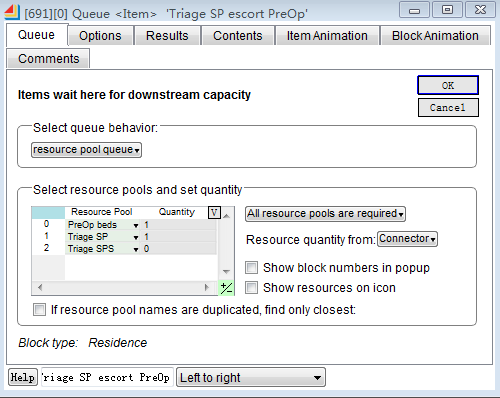 [691][0] Queue <Item> 'Triage SP escort PreOp'
Queue Options Results Contents Item Animation Block Animation
Comments
Items wait here for downstream capacity
OK
Cancel
Select queue behavior:
resource pool queue
Select resource pools and set quantity
Resource Pool Quantity V
0 PreOp beds 1
1 Triage SP 1
2 Triage SPS 0
All resource pools are required
Resource quantity from: Connector
Show block numbers in popup
Show resources on icon
+/-
If resource pool names are duplicated, find only closest:
Block type: Residence
Help 'riage SP escort PreOp Left to right